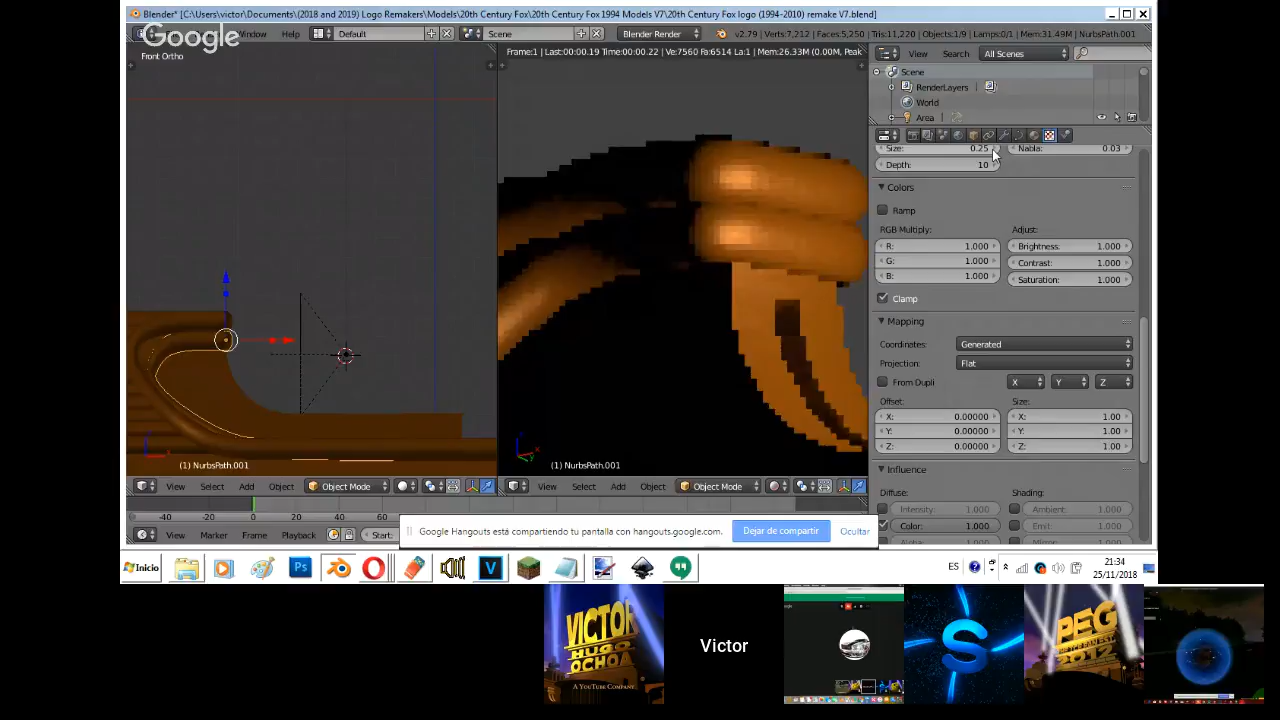 Blender* [C:\Users\victor\Documents\(2018 and 2019) Logo Remakers\Models\20th Century Fox\20th Century Fox 1994 Models V7\20th Century Fox logo (1994-2010) remake V7.blend]
Google
Window Help Default Scene Blender Render v2.79 | Verts:7,212 | Faces:5,250 | Tris:11,220 | Objects:1/9 | Lamps:0/1 | Mem:31.49M | NurbsPath.001
Front Ortho
Frame:1 | Last:00:00.19 Time:00:00.22 | Ve:7560 Fa:6514 La:1 | Mem:26.33M (0.00M, Peak
View Search All Scenes
Scene
RenderLayers
World
Area
Size: 0.25 Nabla: 0.03
Depth: 10
Colors
Ramp
RGB Multiply: Adjust:
R: 1.000 Brightness: 1.000
G: 1.000 Contrast: 1.000
B: 1.000 Saturation: 1.000
Clamp
Mapping
Coordinates: Generated
Projection: Flat
From Dupli X Y Z
Offset: Size:
X: 0.00000 X: 1.00
Y: 0.00000 Y: 1.00
Z: 0.00000 Z: 1.00
Influence
Diffuse: Shading:
Intensity: 1.000 Ambient: 1.000
Color: 1.000 Emit: 1.000
(1) NurbsPath.001
(1) NurbsPath.001
View Select Add Object Object Mode
View Select Add Object Object Mode
-40 -20 0 20 40 60
View Marker Frame Playback Start:
Google Hangouts está compartiendo tu pantalla con hangouts.google.com. Dejar de compartir Ocultar
Inicio
Ps
V
ES
21:34
25/11/2018
VICTOR
HUGO
OCHOA
A YOUTUBE COMPANY
Victor
S
PEG
2012